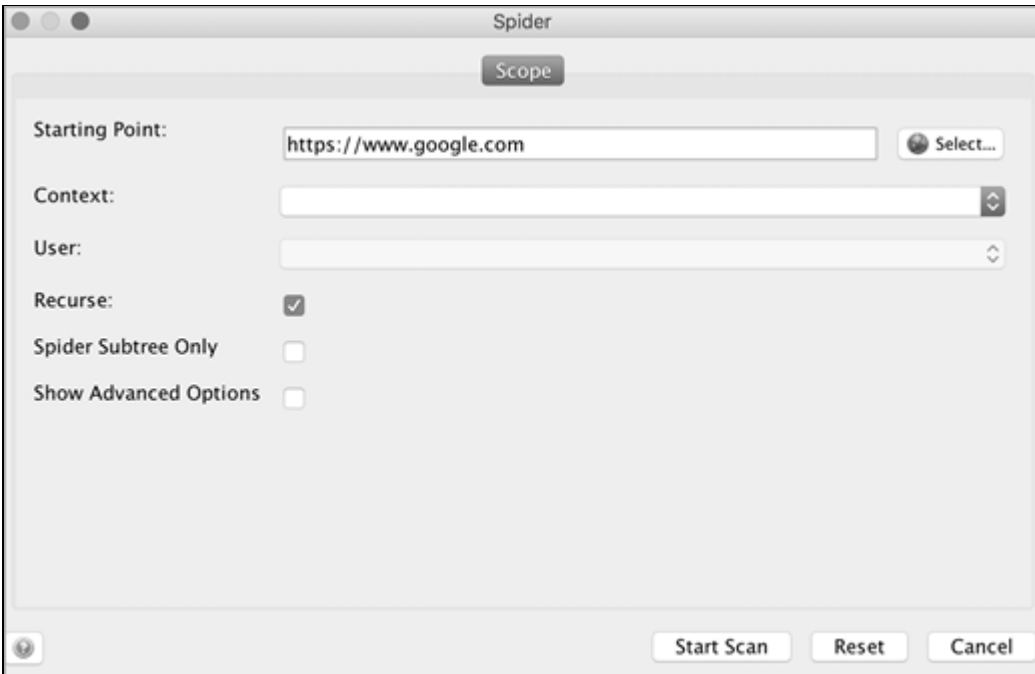 Spider
Scope
Starting Point:
https://www.google.com
Select...
Context:
User:
Recurse:
Spider Subtree Only
Show Advanced Options
Start Scan
Reset
Cancel